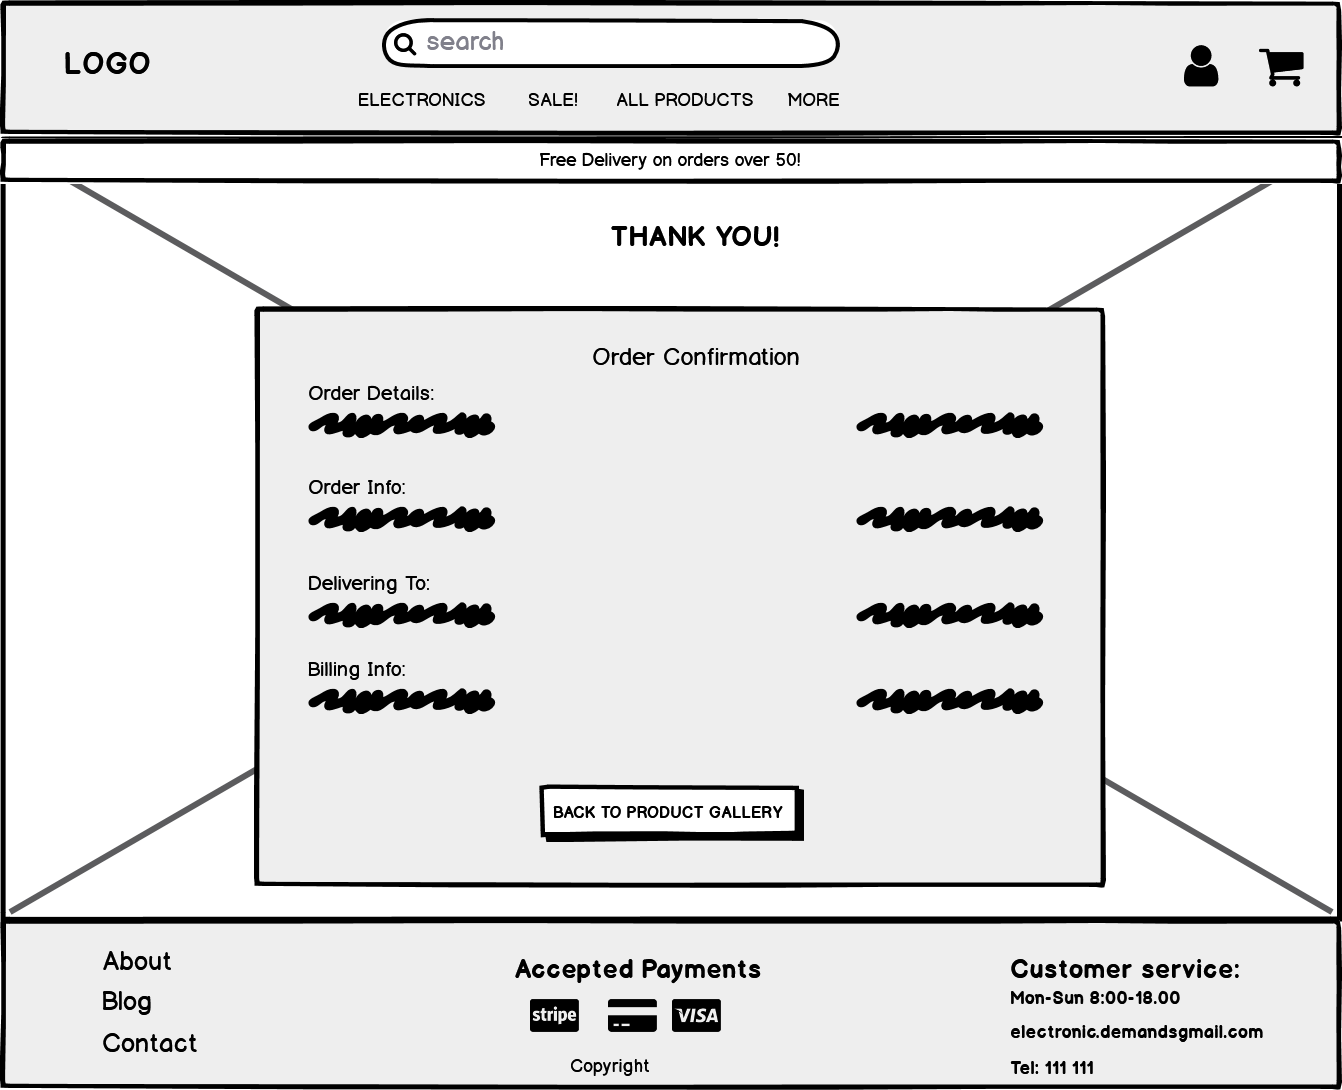 LOGO
search
ELECTRONICS SALE! ALL PRODUCTS MORE
Free Delivery on orders over 50!
THANK YOU!
Order Confirmation
Order Details:
Order Info:
Delivering To:
Billing Info:
BACK TO PRODUCT GALLERY
About
Blog
Contact
Accepted Payments
stripe VISA
Copyright
Customer service:
Mon-Sun 8:00-18.00
electronic.demandsgmail.com
Tel: 111 111